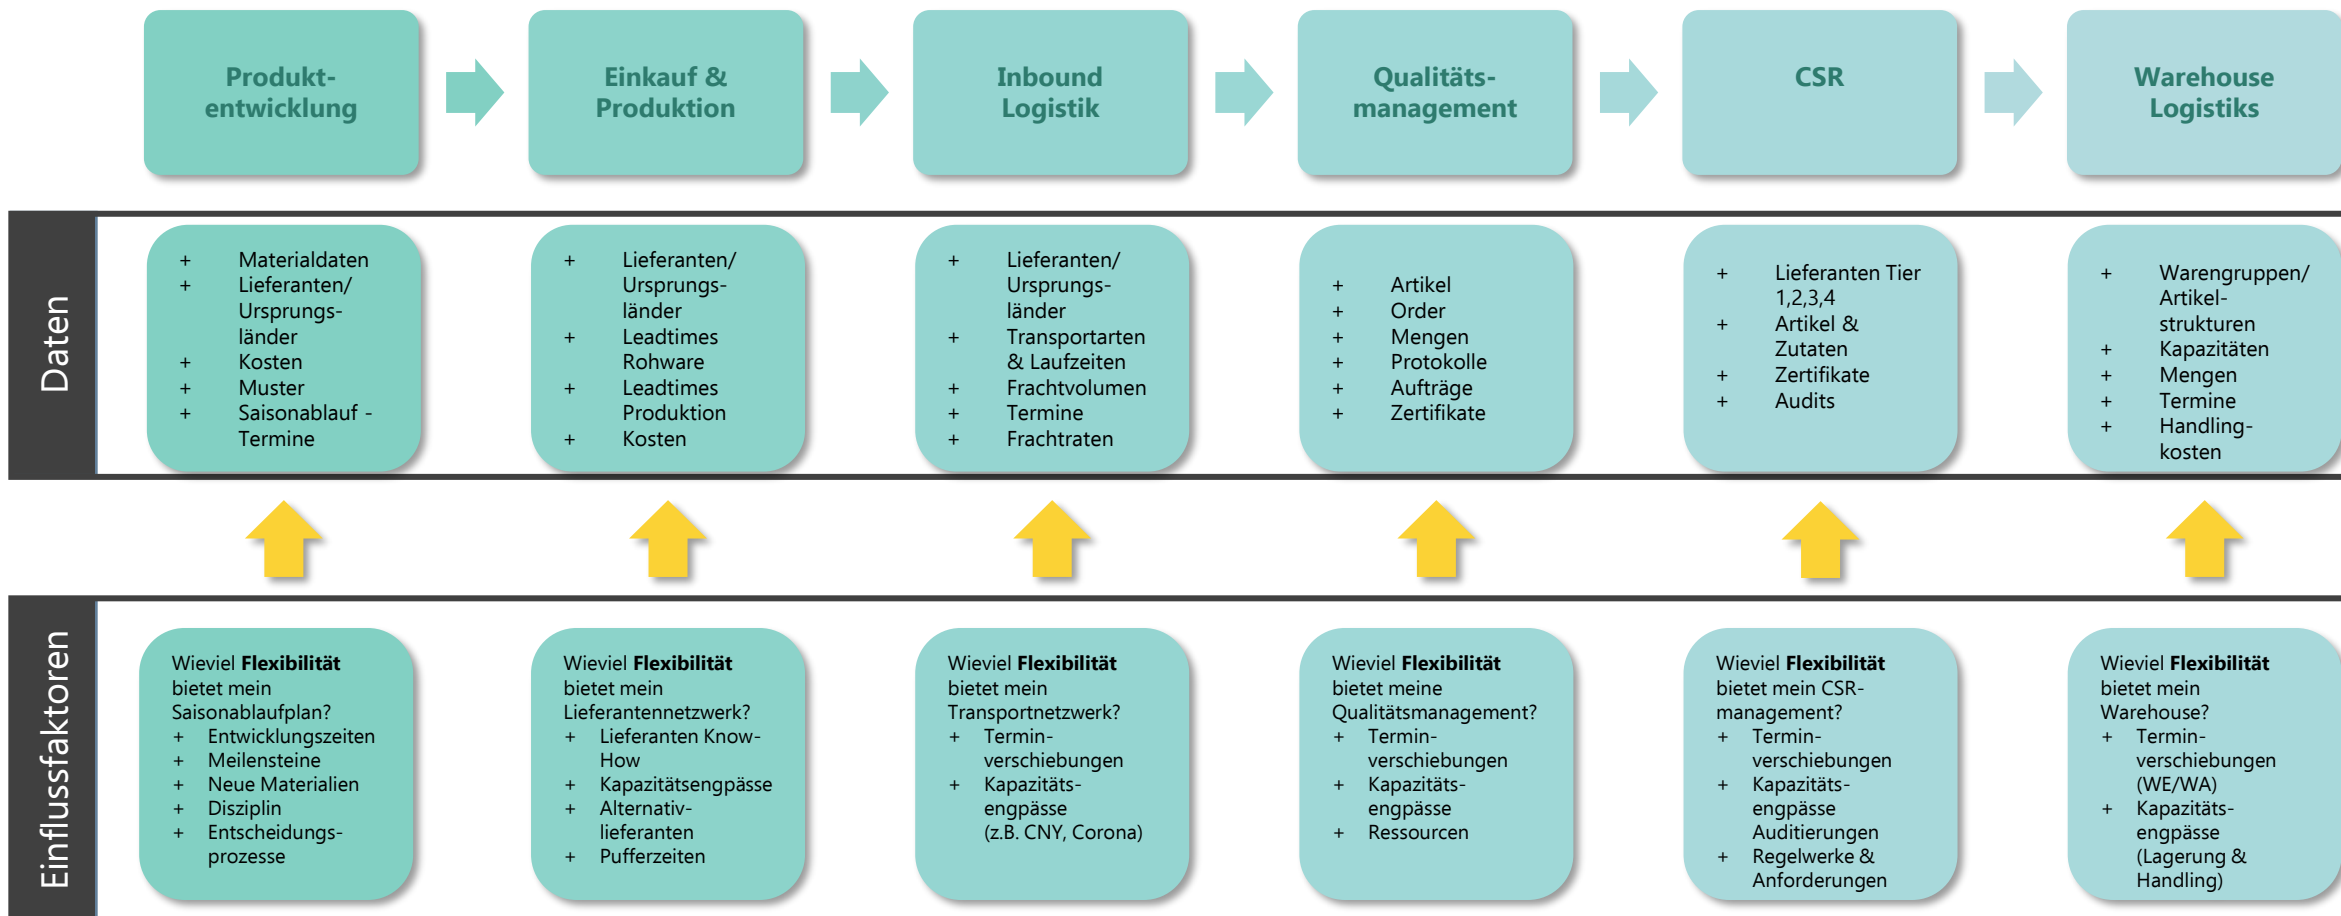 Produkt-
entwicklung
Einkauf &
Produktion
Inbound
Logistik
Qualitäts-
management
CSR
Warehouse
Logistiks
Daten
+ Materialdaten
+ Lieferanten/
Ursprungs-
länder
+ Kosten
+ Muster
+ Saisonablauf -
Termine
+ Lieferanten/
Ursprungs-
länder
+ Leadtimes
Rohware
+ Leadtimes
Produktion
+ Kosten
+ Lieferanten/
Ursprungs-
länder
+ Transportarten
& Laufzeiten
+ Frachtvolumen
+ Termine
+ Frachtraten
+ Artikel
+ Order
+ Mengen
+ Protokolle
+ Aufträge
+ Zertifikate
+ Lieferanten Tier
1,2,3,4
+ Artikel &
Zutaten
+ Zertifikate
+ Audits
+ Warengruppen/
Artikel-
strukturen
+ Kapazitäten
+ Mengen
+ Termine
+ Handling-
kosten
Einflussfaktoren
Wieviel Flexibilität
bietet mein
Saisonablaufplan?
+ Entwicklungszeiten
+ Meilensteine
+ Neue Materialien
+ Disziplin
+ Entscheidungs-
prozesse
Wieviel Flexibilität
bietet mein
Lieferantennetzwerk?
+ Lieferanten Know-
How
+ Kapazitätsengpässe
+ Alternativ-
lieferanten
+ Pufferzeiten
Wieviel Flexibilität
bietet mein
Transportnetzwerk?
+ Termin-
verschiebungen
+ Kapazitäts-
engpässe
(z.B. CNY, Corona)
Wieviel Flexibilität
bietet meine
Qualitätsmanagement?
+ Termin-
verschiebungen
+ Kapazitäts-
engpässe
+ Ressourcen
Wieviel Flexibilität
bietet mein CSR-
management?
+ Termin-
verschiebungen
+ Kapazitäts-
engpässe
Auditierungen
+ Regelwerke &
Anforderungen
Wieviel Flexibilität
bietet mein
Warehouse?
+ Termin-
verschiebungen
(WE/WA)
+ Kapazitäts-
engpässe
(Lagerung &
Handling)